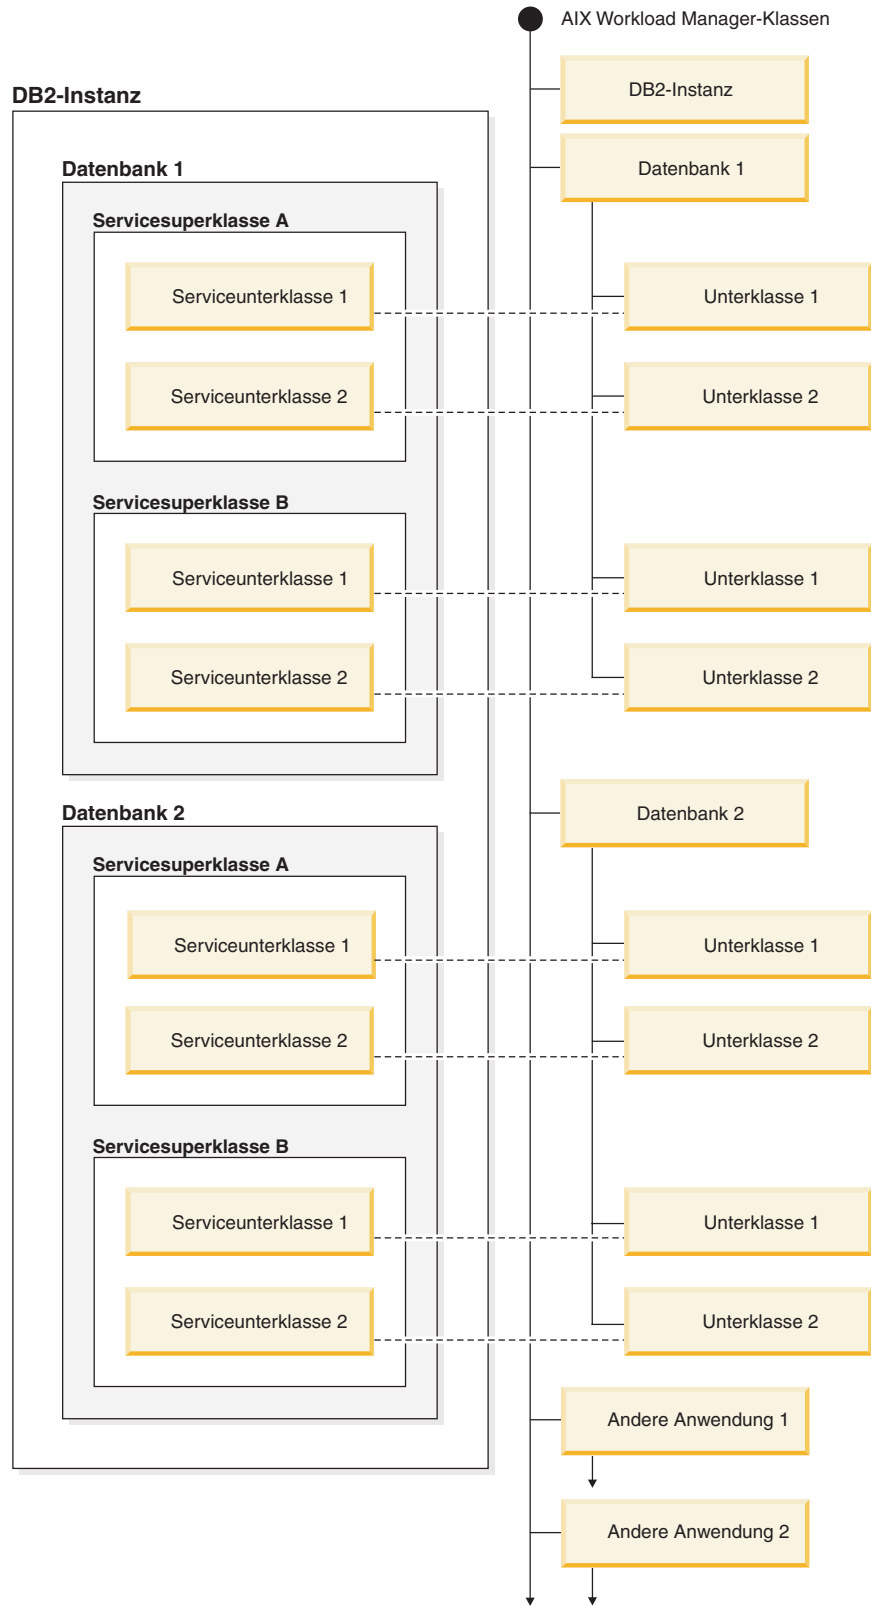 AIX Workload Manager-Klassen
DB2-Instanz
DB2-Instanz
Datenbank 1
Datenbank 1
Servicesuperklasse A
Serviceunterklasse 1
Unterklasse 1
Serviceunterklasse 2
Unterklasse 2
Servicesuperklasse B
Serviceunterklasse 1
Unterklasse 1
Serviceunterklasse 2
Unterklasse 2
Datenbank 2
Datenbank 2
Servicesuperklasse A
Serviceunterklasse 1
Unterklasse 1
Serviceunterklasse 2
Unterklasse 2
Servicesuperklasse B
Serviceunterklasse 1
Unterklasse 1
Serviceunterklasse 2
Unterklasse 2
Andere Anwendung 1
Andere Anwendung 2